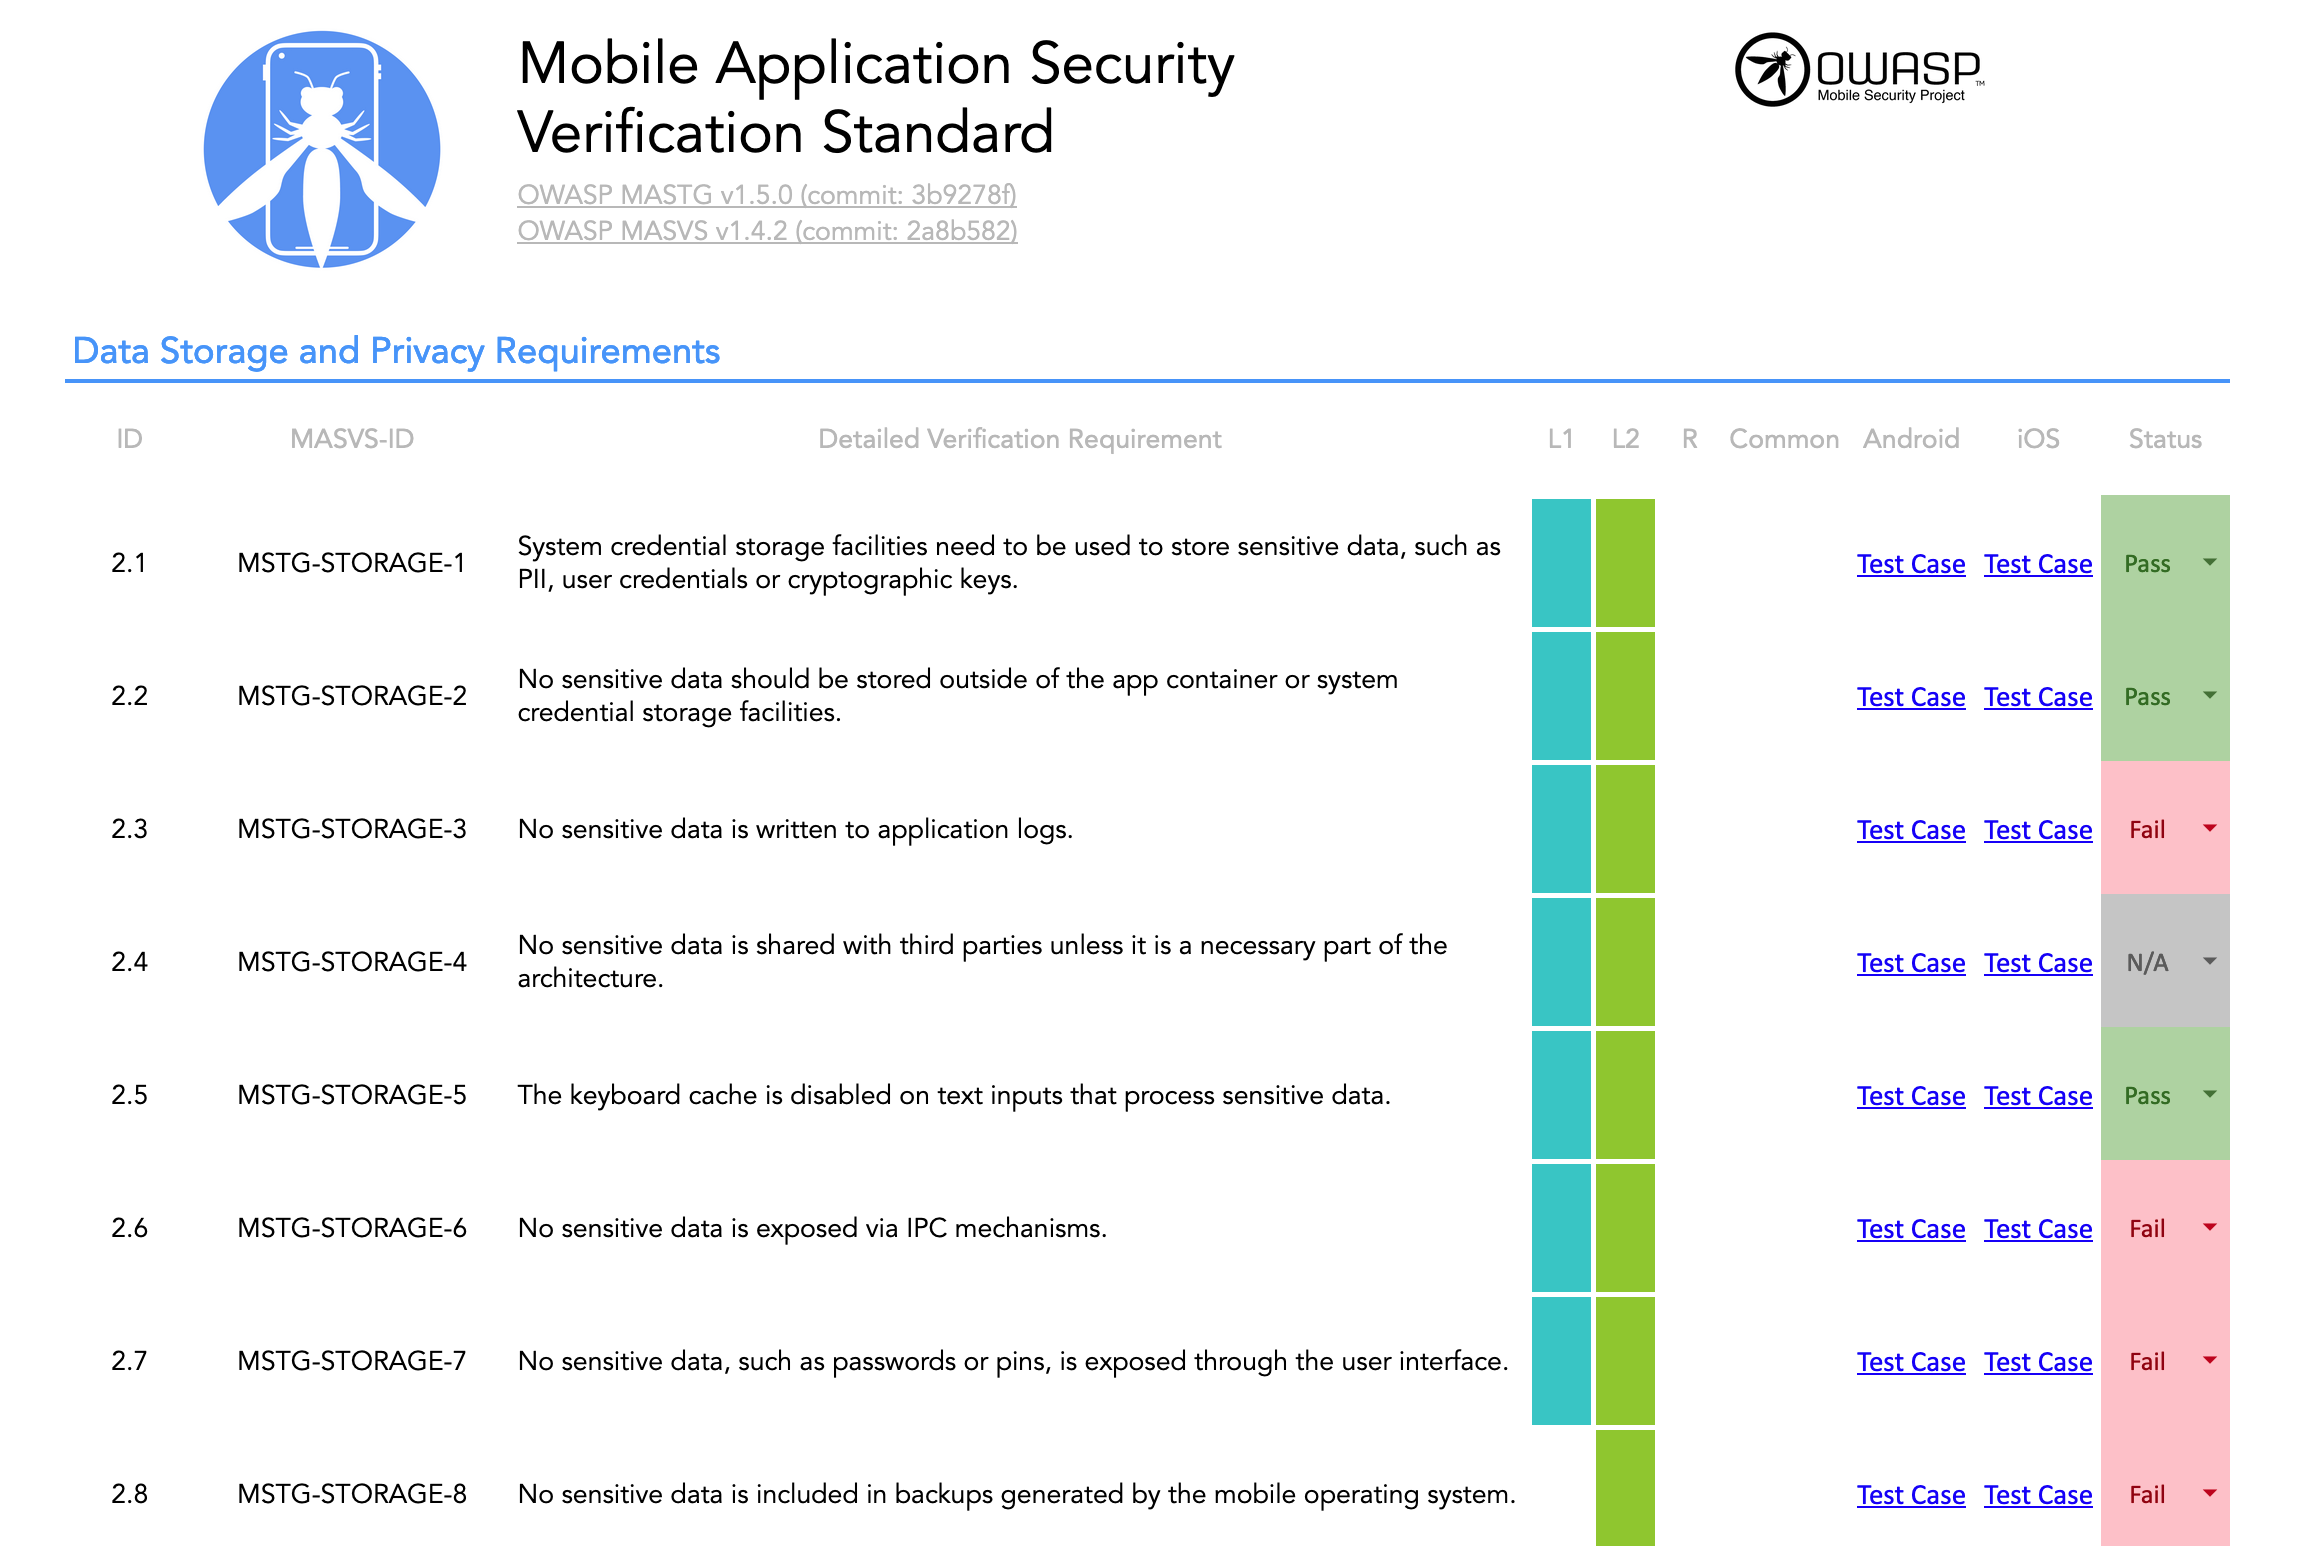 Mobile Application Security
Verification Standard
OWASP™
Mobile Security Project
OWASP MASTG v1.5.0 (commit: 3b9278f)
OWASP MASVS v1.4.2 (commit: 2a8b582)
Data Storage and Privacy Requirements
ID MASVS-ID Detailed Verification Requirement L1 L2 R Common Android iOS Status
2.1 MSTG-STORAGE-1 System credential storage facilities need to be used to store sensitive data, such as
PII, user credentials or cryptographic keys. Test Case Test Case Pass
2.2 MSTG-STORAGE-2 No sensitive data should be stored outside of the app container or system
credential storage facilities. Test Case Test Case Pass
2.3 MSTG-STORAGE-3 No sensitive data is written to application logs. Test Case Test Case Fail
2.4 MSTG-STORAGE-4 No sensitive data is shared with third parties unless it is a necessary part of the
architecture. Test Case Test Case N/A
2.5 MSTG-STORAGE-5 The keyboard cache is disabled on text inputs that process sensitive data. Test Case Test Case Pass
2.6 MSTG-STORAGE-6 No sensitive data is exposed via IPC mechanisms. Test Case Test Case Fail
2.7 MSTG-STORAGE-7 No sensitive data, such as passwords or pins, is exposed through the user interface. Test Case Test Case Fail
2.8 MSTG-STORAGE-8 No sensitive data is included in backups generated by the mobile operating system. Test Case Test Case Fail